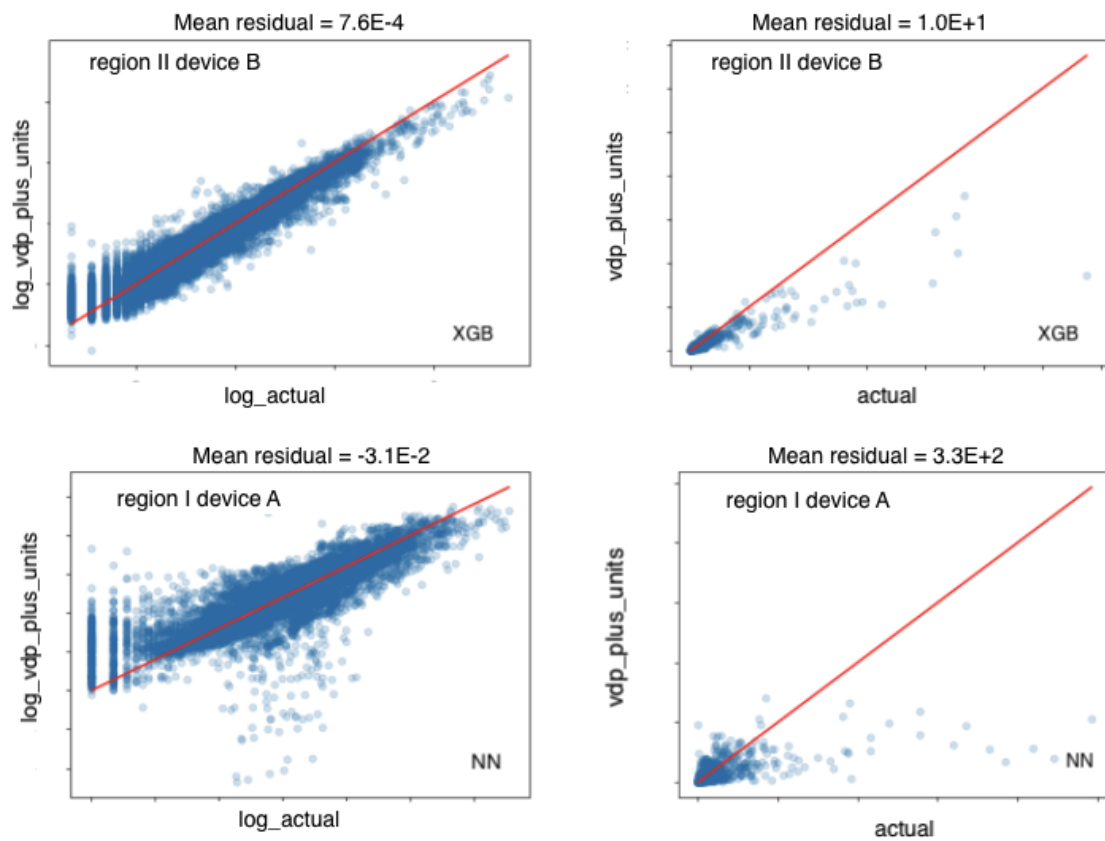 Mean residual = 7.6E-4
region II device B
log_vdp_plus_units
XGB
log_actual
Mean residual = 1.0E+1
region II device B
vdp_plus_units
XGB
actual
Mean residual = -3.1E-2
region I device A
log_vdp_plus_units
NN
log_actual
Mean residual = 3.3E+2
region I device A
vdp_plus_units
NN
actual